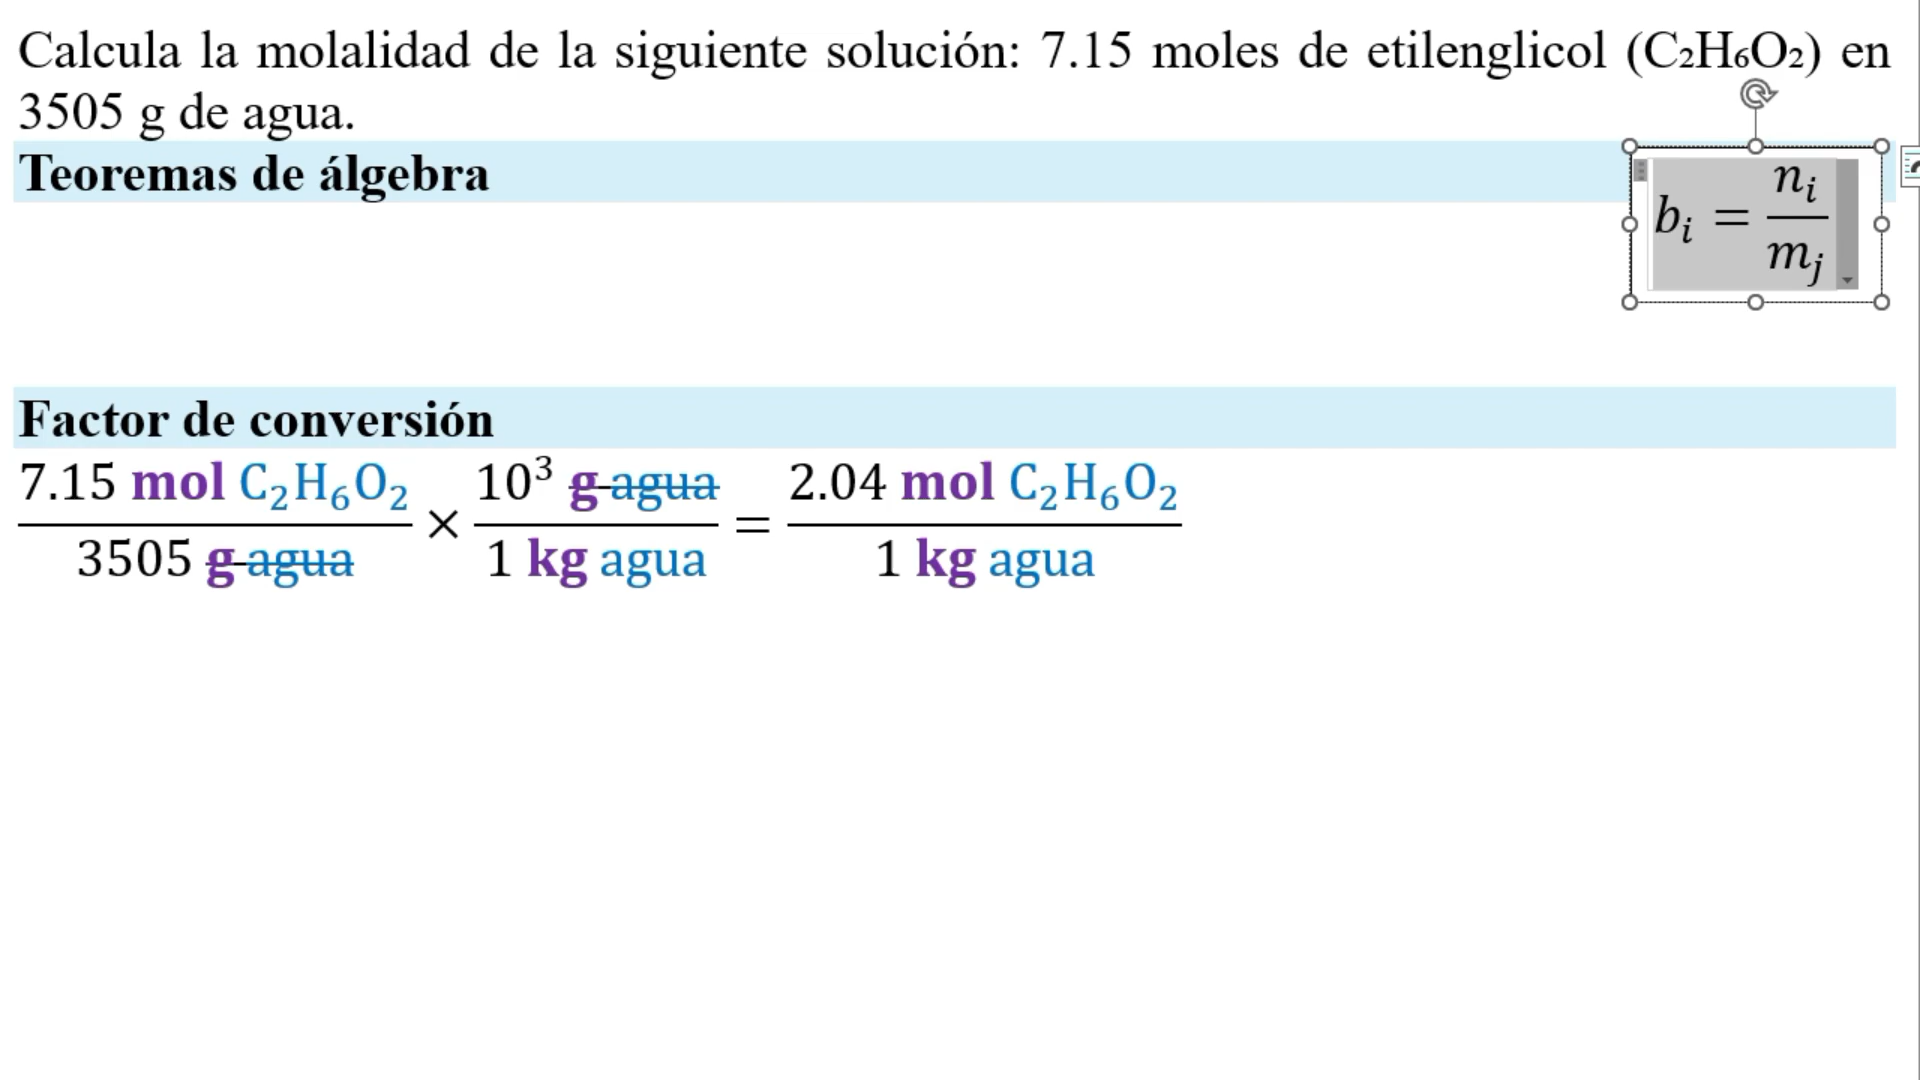 Calcula la molalidad de la siguiente solución: 7.15 moles de etilenglicol (C₂H₆O₂) en
3505 g de agua.
Teoremas de álgebra
bᵢ = nᵢ / mⱼ
Factor de conversión
7.15 mol C₂H₆O₂ / 3505 g agua × 10³ g agua / 1 kg agua = 2.04 mol C₂H₆O₂ / 1 kg agua